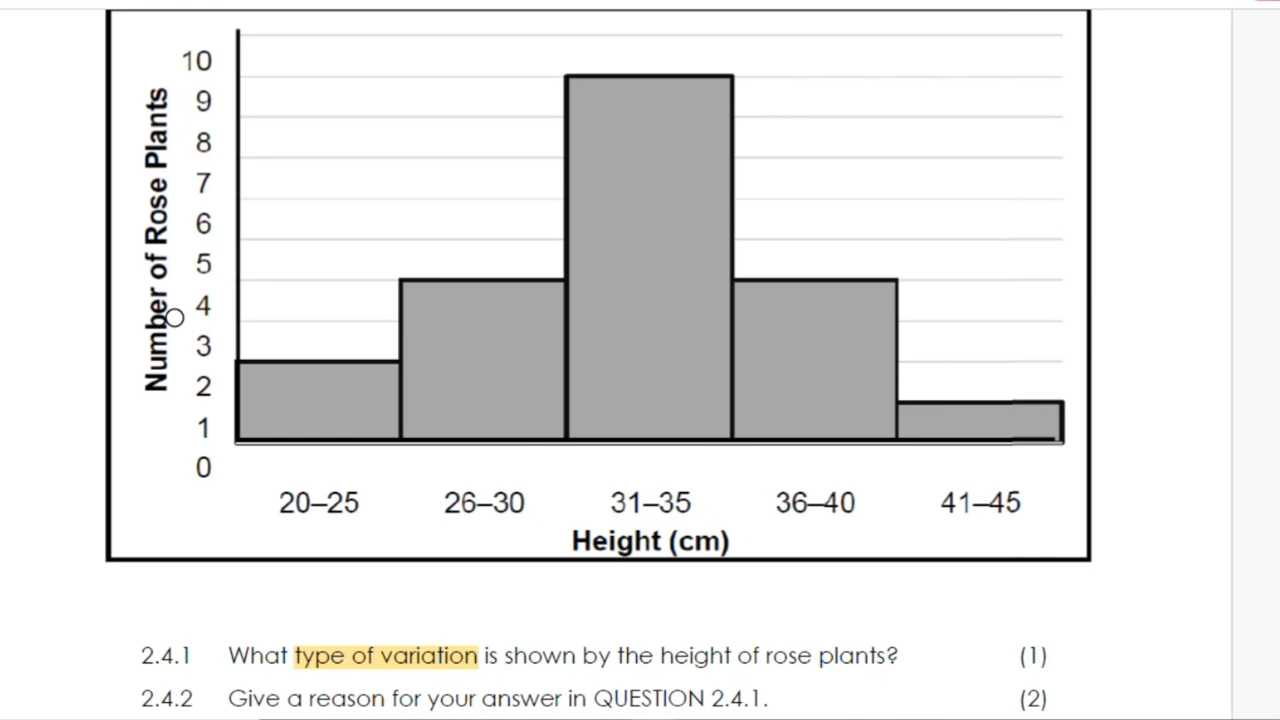 Number of Rose Plants
10
9
8
7
6
5
4
3
2
1
0
20–25 26–30 31–35 36–40 41–45
Height (cm)
2.4.1 What type of variation is shown by the height of rose plants? (1)
2.4.2 Give a reason for your answer in QUESTION 2.4.1. (2)